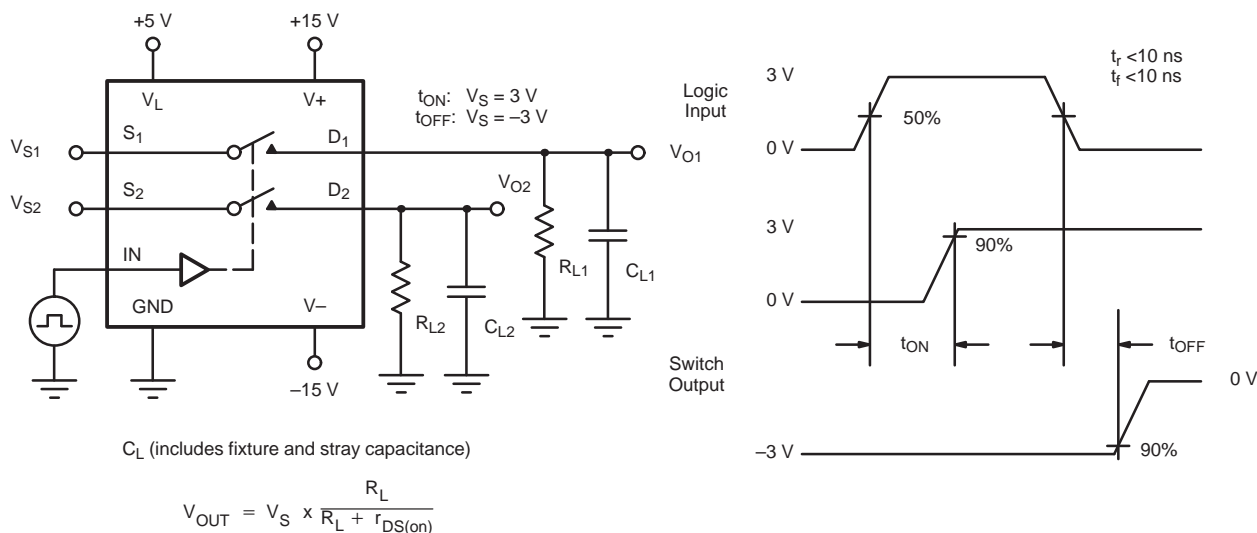 +5 V
+15 V
V_L
V+
t_ON: V_S = 3 V
t_OFF: V_S = –3 V
V_S1
S_1
D_1
V_O1
V_S2
S_2
D_2
V_O2
IN
R_L1
C_L1
GND
V–
R_L2
C_L2
–15 V
C_L (includes fixture and stray capacitance)
V_OUT = V_S x R_L / (R_L + r_DS(on))
t_r <10 ns
t_f <10 ns
3 V
Logic
Input
50%
0 V
3 V
90%
0 V
t_ON
t_OFF
Switch
Output
0 V
–3 V
90%